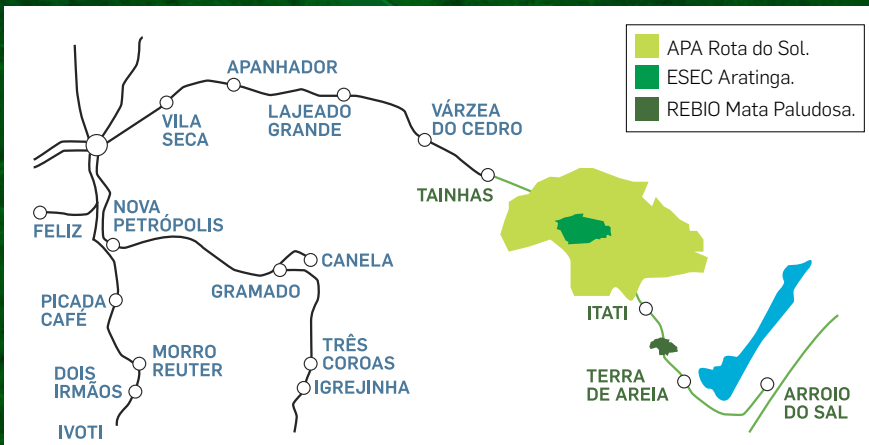 APA Rota do Sol.
ESEC Aratinga.
REBIO Mata Paludosa.
APANHADOR
VILA
SECA
LAJEADO
GRANDE
VÁRZEA
DO CEDRO
TAINHAS
NOVA
PETRÓPOLIS
FELIZ
CANELA
GRAMADO
PICADA
CAFÉ
ITATI
MORRO
REUTER
TRÊS
COROAS
DOIS
IRMÃOS
IGREJINHA
TERRA
DE AREIA
ARROIO
DO SAL
IVOTI